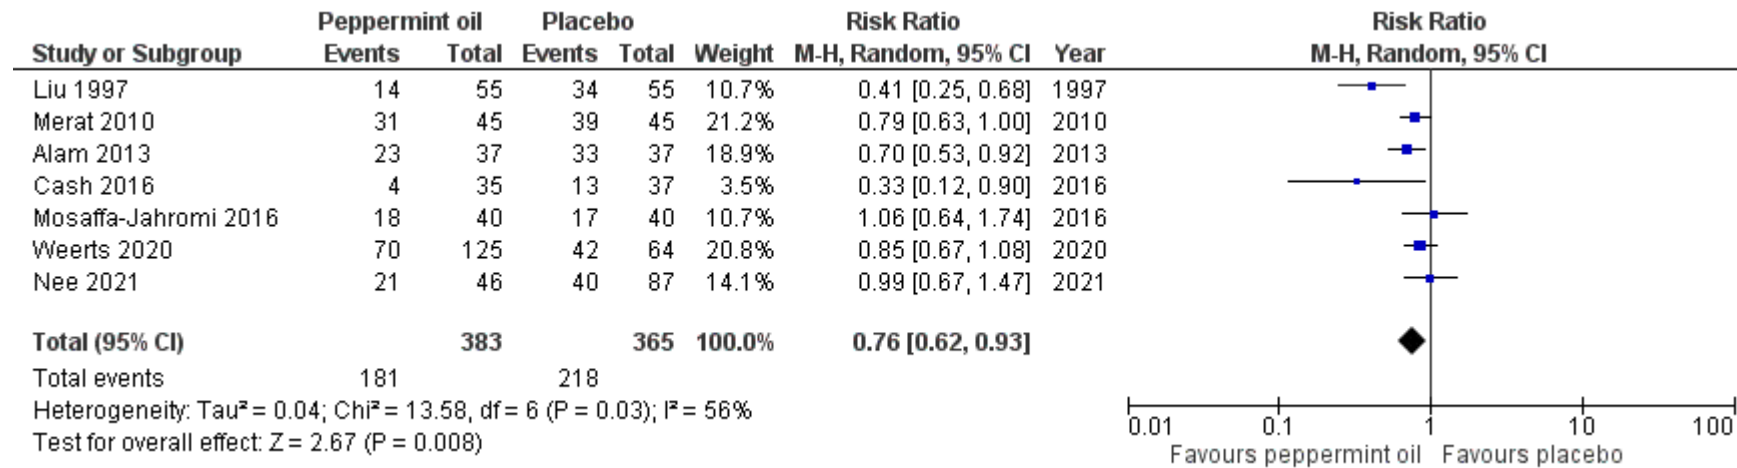 Peppermint oil Placebo Risk Ratio Risk Ratio
Study or Subgroup Events Total Events Total Weight M-H, Random, 95% CI Year M-H, Random, 95% CI
Liu 1997 14 55 34 55 10.7% 0.41 [0.25, 0.68] 1997
Merat 2010 31 45 39 45 21.2% 0.79 [0.63, 1.00] 2010
Alam 2013 23 37 33 37 18.9% 0.70 [0.53, 0.92] 2013
Cash 2016 4 35 13 37 3.5% 0.33 [0.12, 0.90] 2016
Mosaffa-Jahromi 2016 18 40 17 40 10.7% 1.06 [0.64, 1.74] 2016
Weerts 2020 70 125 42 64 20.8% 0.85 [0.67, 1.08] 2020
Nee 2021 21 46 40 87 14.1% 0.99 [0.67, 1.47] 2021
Total (95% CI) 383 365 100.0% 0.76 [0.62, 0.93]
Total events 181 218
Heterogeneity: Tau² = 0.04; Chi² = 13.58, df = 6 (P = 0.03); I² = 56%
Test for overall effect: Z = 2.67 (P = 0.008)
0.01 0.1 1 10 100
Favours peppermint oil Favours placebo